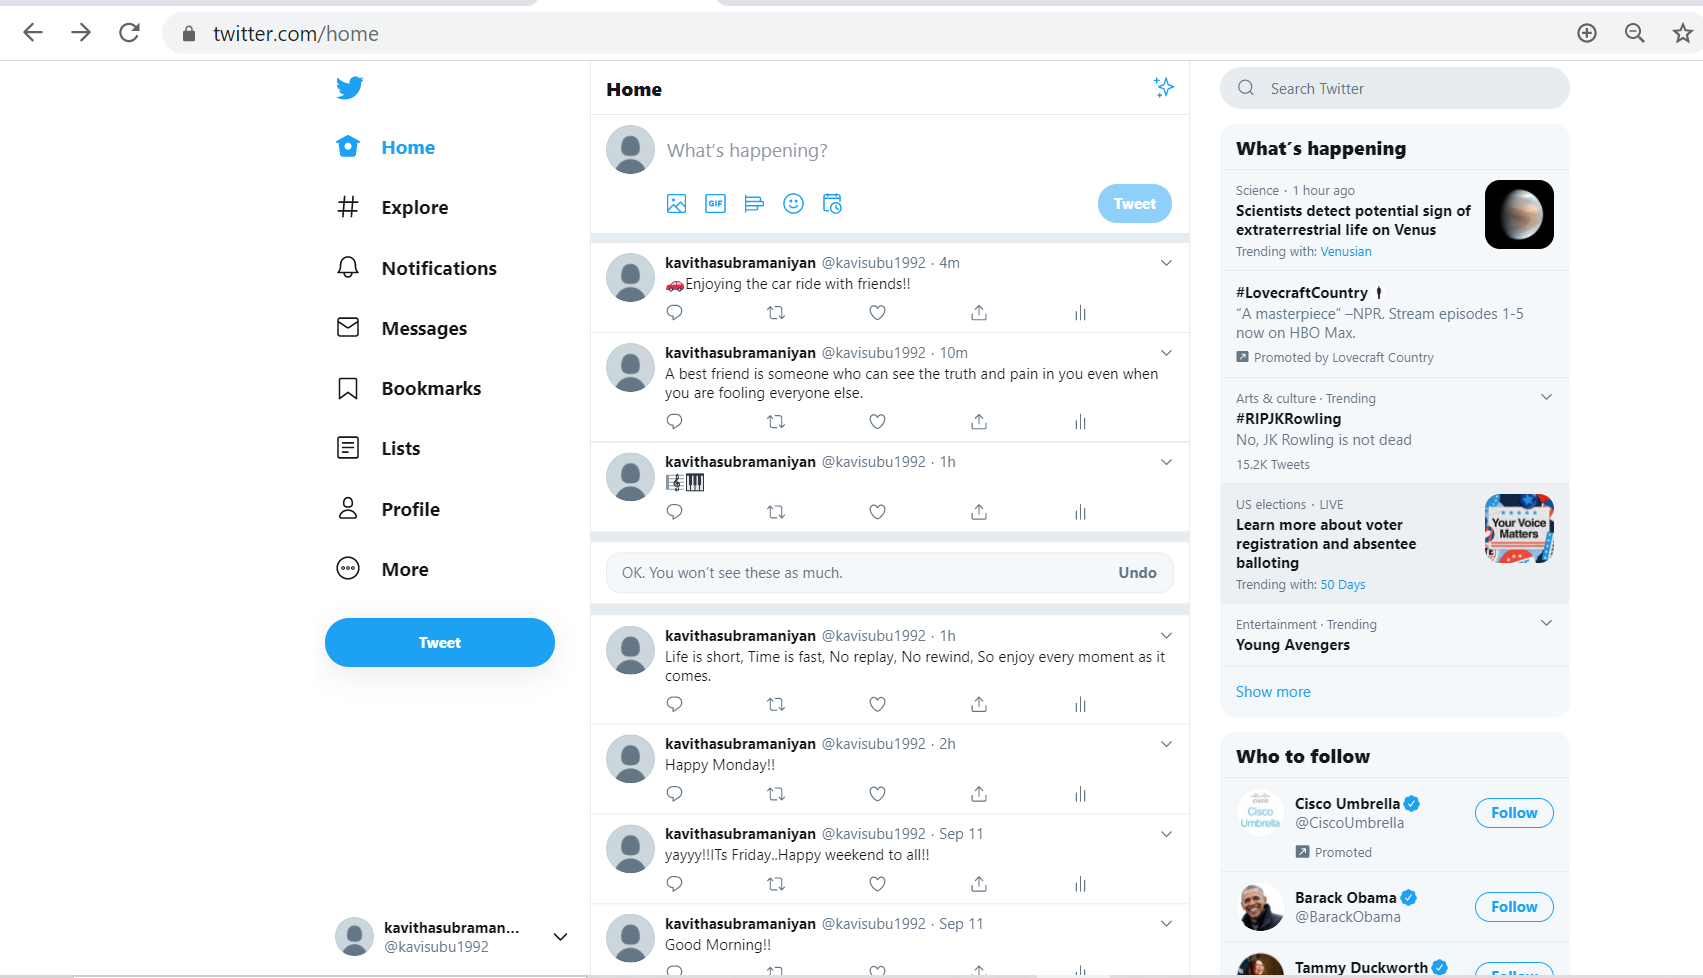 twitter.com/home
Home
Explore
Notifications
Messages
Bookmarks
Lists
Profile
More
Tweet
kavithasubraman...
@kavisubu1992
Home
What's happening?
GIF
Tweet
kavithasubramaniyan @kavisubu1992 · 4m
🚗Enjoying the car ride with friends!!
kavithasubramaniyan @kavisubu1992 · 10m
A best friend is someone who can see the truth and pain in you even when
you are fooling everyone else.
kavithasubramaniyan @kavisubu1992 · 1h
🎼🎹
OK. You won't see these as much.
Undo
kavithasubramaniyan @kavisubu1992 · 1h
Life is short, Time is fast, No replay, No rewind, So enjoy every moment as it
comes.
kavithasubramaniyan @kavisubu1992 · 2h
Happy Monday!!
kavithasubramaniyan @kavisubu1992 · Sep 11
yayyy!!ITs Friday..Happy weekend to all!!
kavithasubramaniyan @kavisubu1992 · Sep 11
Good Morning!!
Search Twitter
What´s happening
Science · 1 hour ago
Scientists detect potential sign of
extraterrestrial life on Venus
Trending with: Venusian
#LovecraftCountry
“A masterpiece” –NPR. Stream episodes 1-5
now on HBO Max.
Promoted by Lovecraft Country
Arts & culture · Trending
#RIPJKRowling
No, JK Rowling is not dead
15.2K Tweets
US elections · LIVE
Learn more about voter
registration and absentee
balloting
Trending with: 50 Days
Your Voice
Matters
Entertainment · Trending
Young Avengers
Show more
Who to follow
Cisco
Umbrella
Cisco Umbrella
@CiscoUmbrella
Follow
Promoted
Barack Obama
@BarackObama
Follow
Tammy Duckworth
Follow